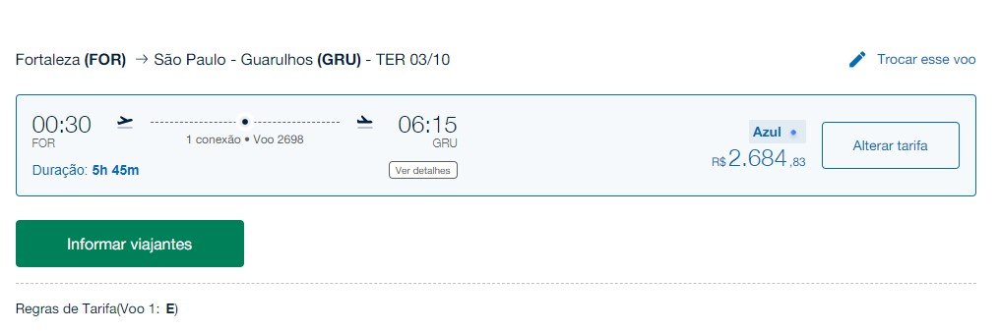 Fortaleza (FOR) → São Paulo - Guarulhos (GRU) - TER 03/10
Trocar esse voo
00:30
FOR
1 conexão • Voo 2698
06:15
GRU
Duração: 5h 45m
Ver detalhes
Azul
R$ 2.684,83
Alterar tarifa
Informar viajantes
Regras de Tarifa(Voo 1: E)